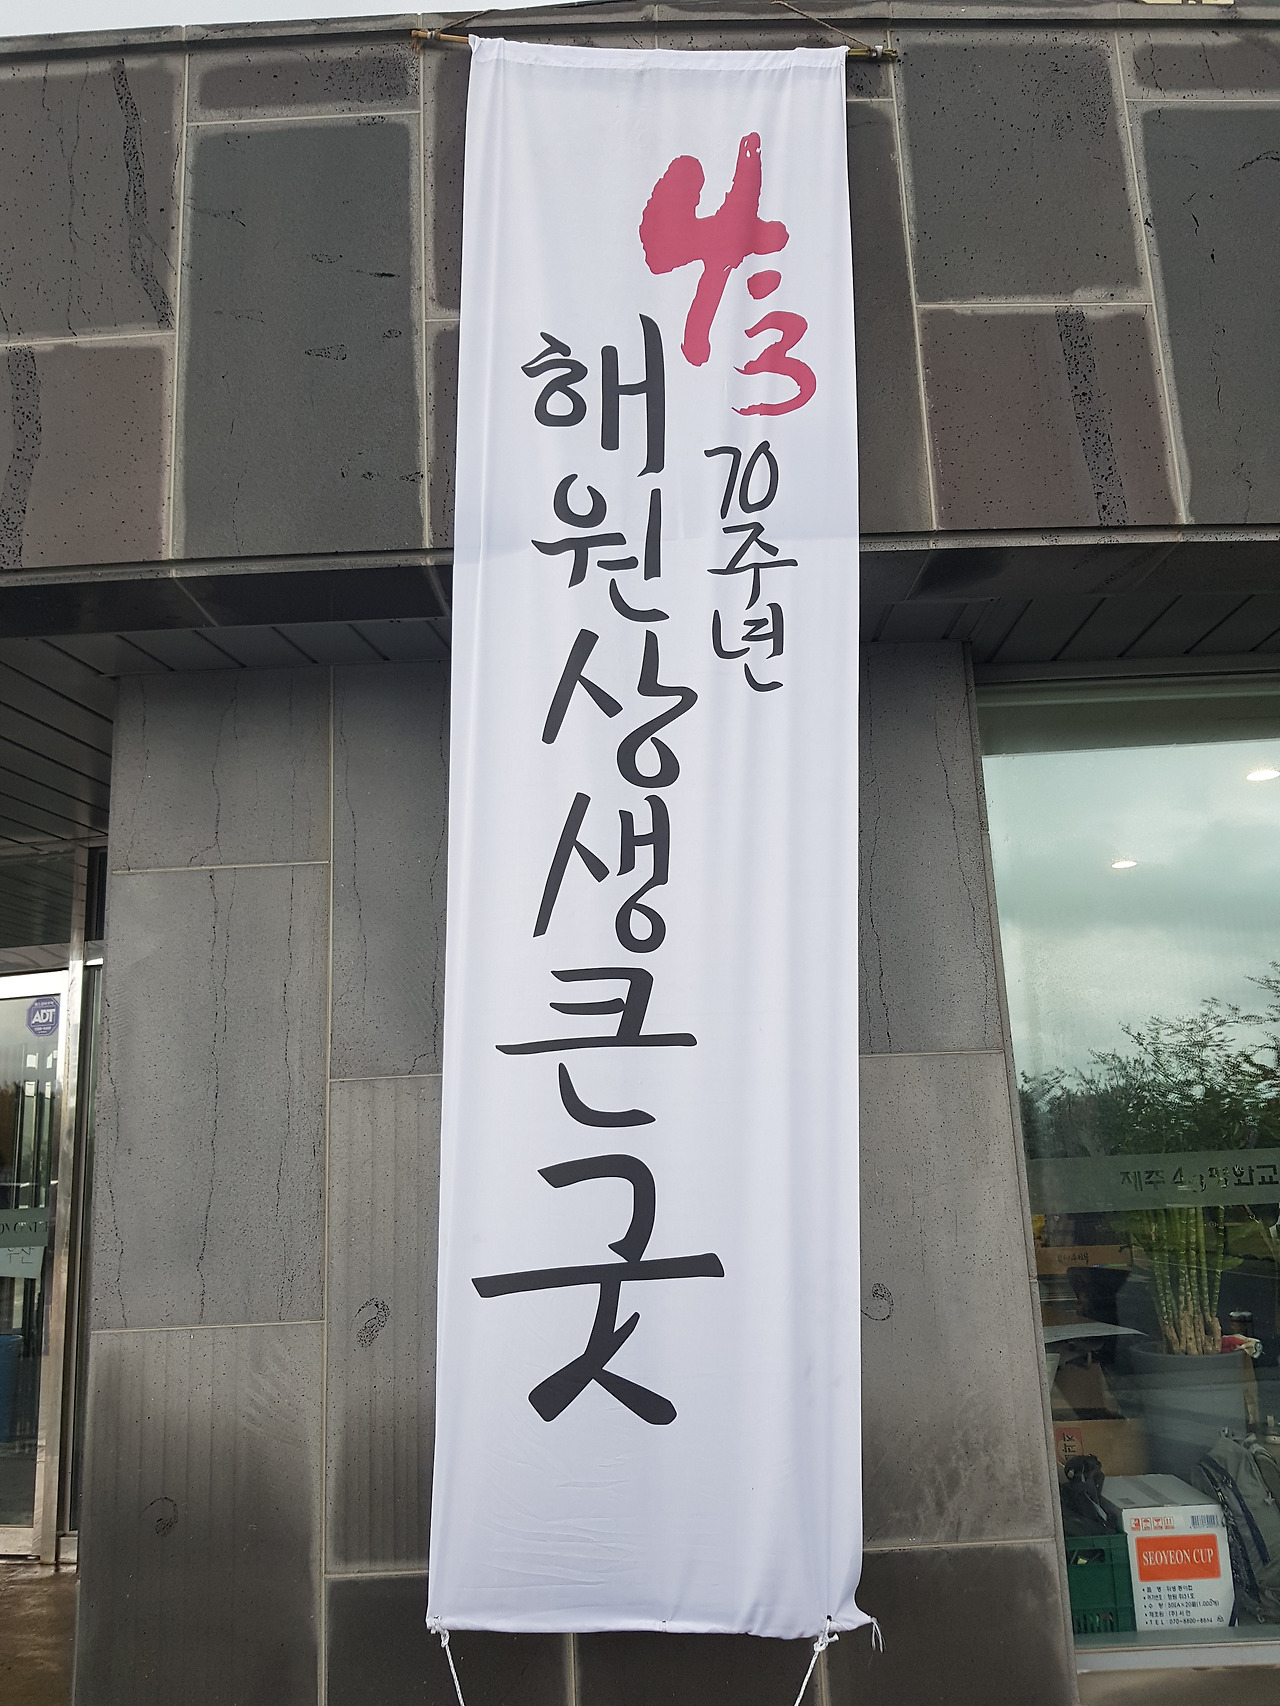 4·3
70주년
해원상생큰굿
ADT
제주 4·3평화교
SEOYEON CUP